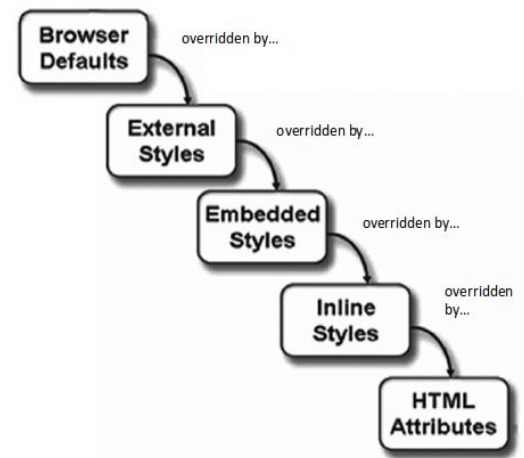 Browser
Defaults
overridden by...
External
Styles
overridden by...
Embedded
Styles
overridden by...
Inline
Styles
overridden
by...
HTML
Attributes